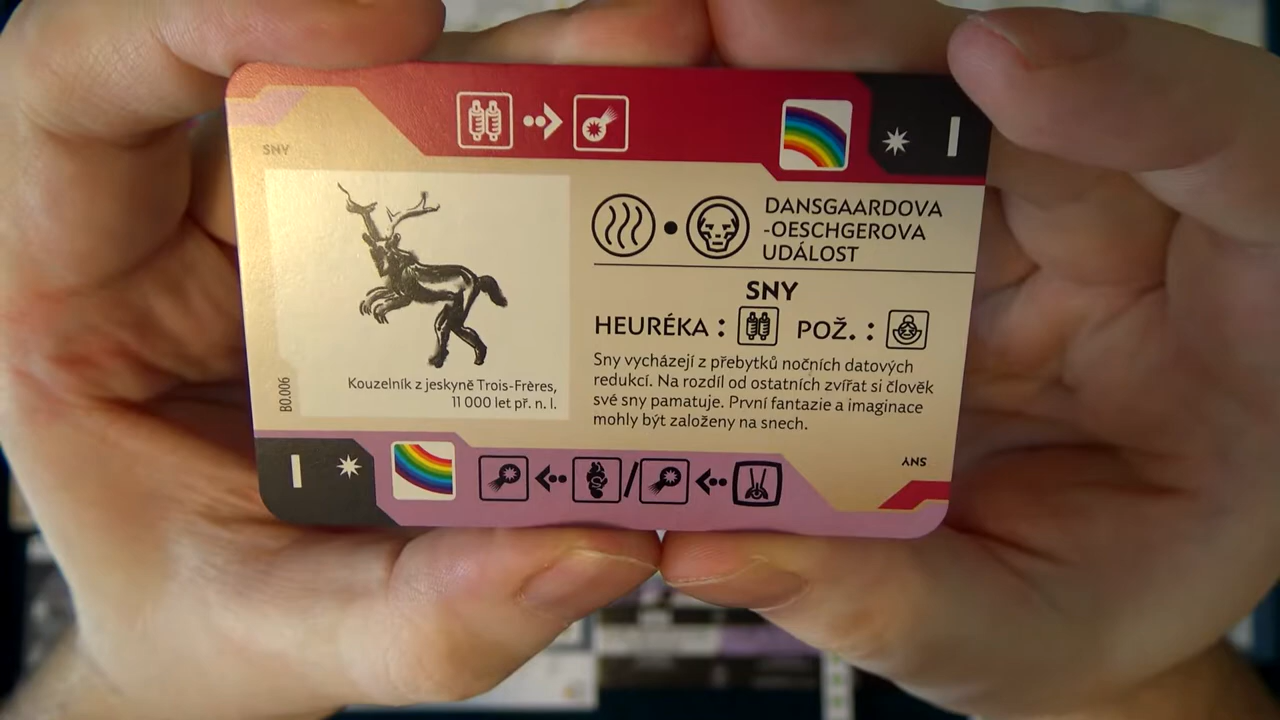 SNY
I
DANSGAARDOVA
-OESCHGEROVA
UDÁLOST
SNY
HEURÉKA : POŽ. :
Sny vycházejí z přebytků nočních datových
redukcí. Na rozdíl od ostatních zvířat si člověk
své sny pamatuje. První fantazie a imaginace
mohly být založeny na snech.
Kouzelník z jeskyně Trois-Frères,
11 000 let př. n. l.
B0.006
SNY
I